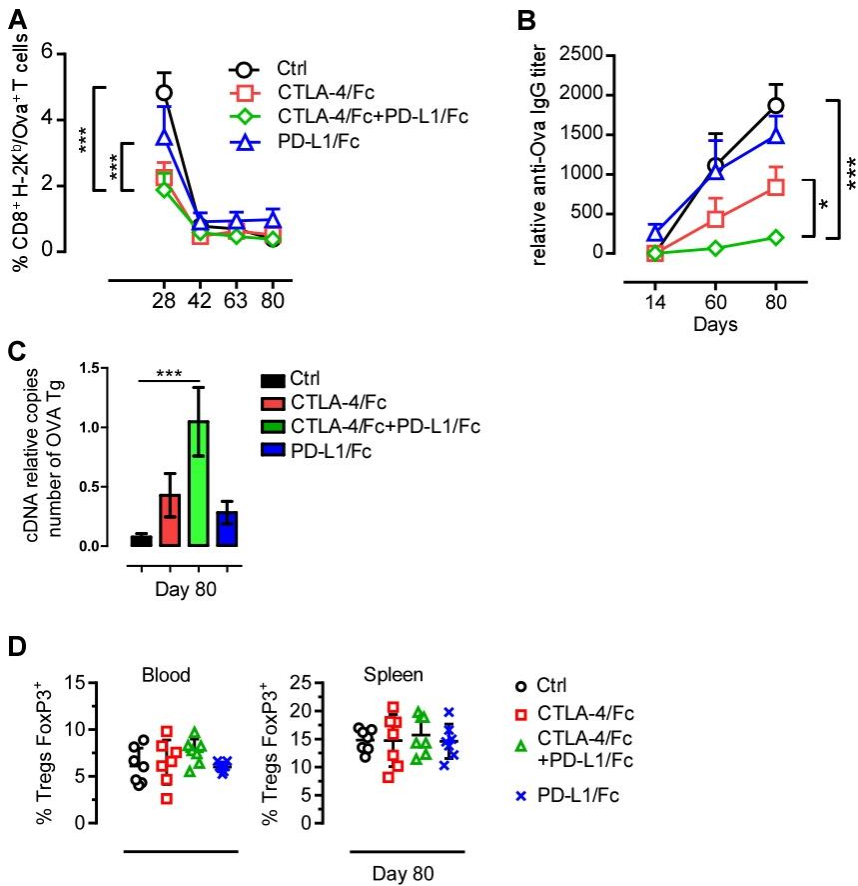 A
% CD8+ H-2Kb/Ova+ T cells
6
4
2
0
***
***
Ctrl
CTLA-4/Fc
CTLA-4/Fc+PD-L1/Fc
PD-L1/Fc
28 42 63 80
B
relative anti-Ova IgG titer
2500
2000
1500
1000
500
0
*
***
14 60 80
Days
C
cDNA relative copies
number of OVA Tg
1.5
1.0
0.5
0.0
***
Ctrl
CTLA-4/Fc
CTLA-4/Fc+PD-L1/Fc
PD-L1/Fc
Day 80
D
Blood
% Tregs FoxP3+
15
10
5
0
Spleen
% Tregs FoxP3+
25
20
15
10
5
0
Day 80
Ctrl
CTLA-4/Fc
CTLA-4/Fc
+PD-L1/Fc
PD-L1/Fc